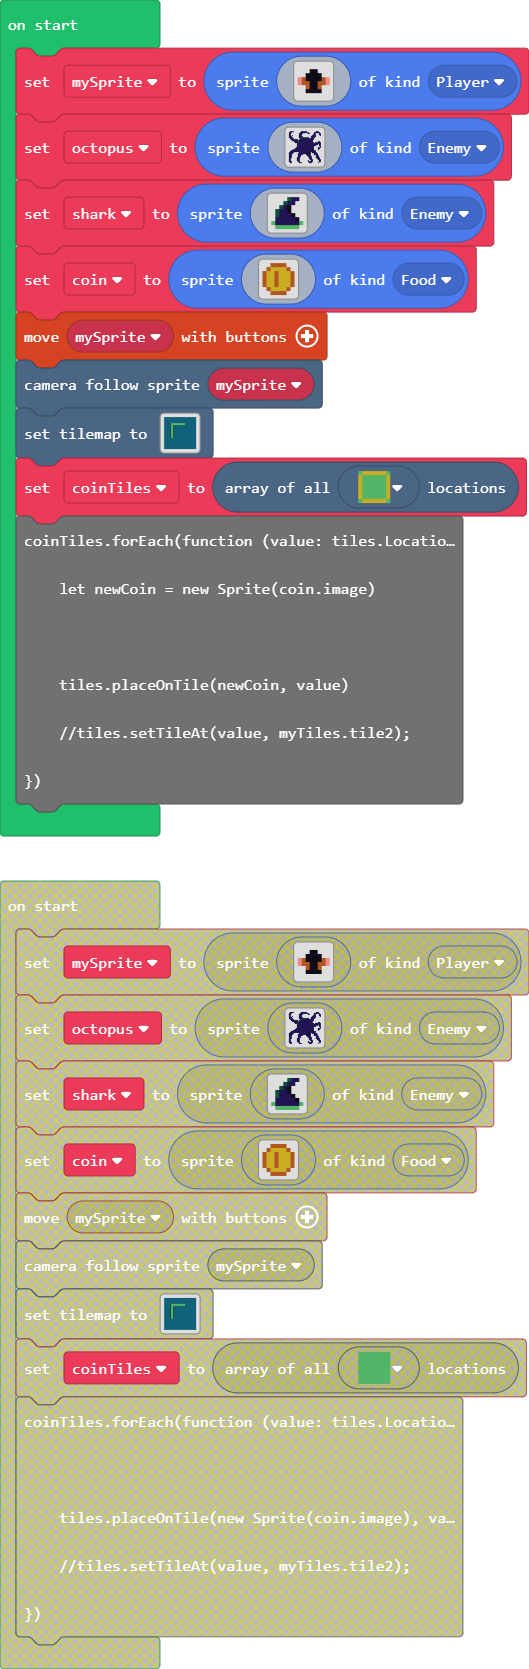 on start
set mySprite to sprite of kind Player
set octopus to sprite of kind Enemy
set shark to sprite of kind Enemy
set coin to sprite of kind Food
move mySprite with buttons
camera follow sprite mySprite
set tilemap to
set coinTiles to array of all locations
coinTiles.forEach(function (value: tiles.Locatio…
let newCoin = new Sprite(coin.image)
tiles.placeOnTile(newCoin, value)
//tiles.setTileAt(value, myTiles.tile2);
})
on start
set mySprite to sprite of kind Player
set octopus to sprite of kind Enemy
set shark to sprite of kind Enemy
set coin to sprite of kind Food
move mySprite with buttons
camera follow sprite mySprite
set tilemap to
set coinTiles to array of all locations
coinTiles.forEach(function (value: tiles.Locatio…
tiles.placeOnTile(new Sprite(coin.image), va…
//tiles.setTileAt(value, myTiles.tile2);
})